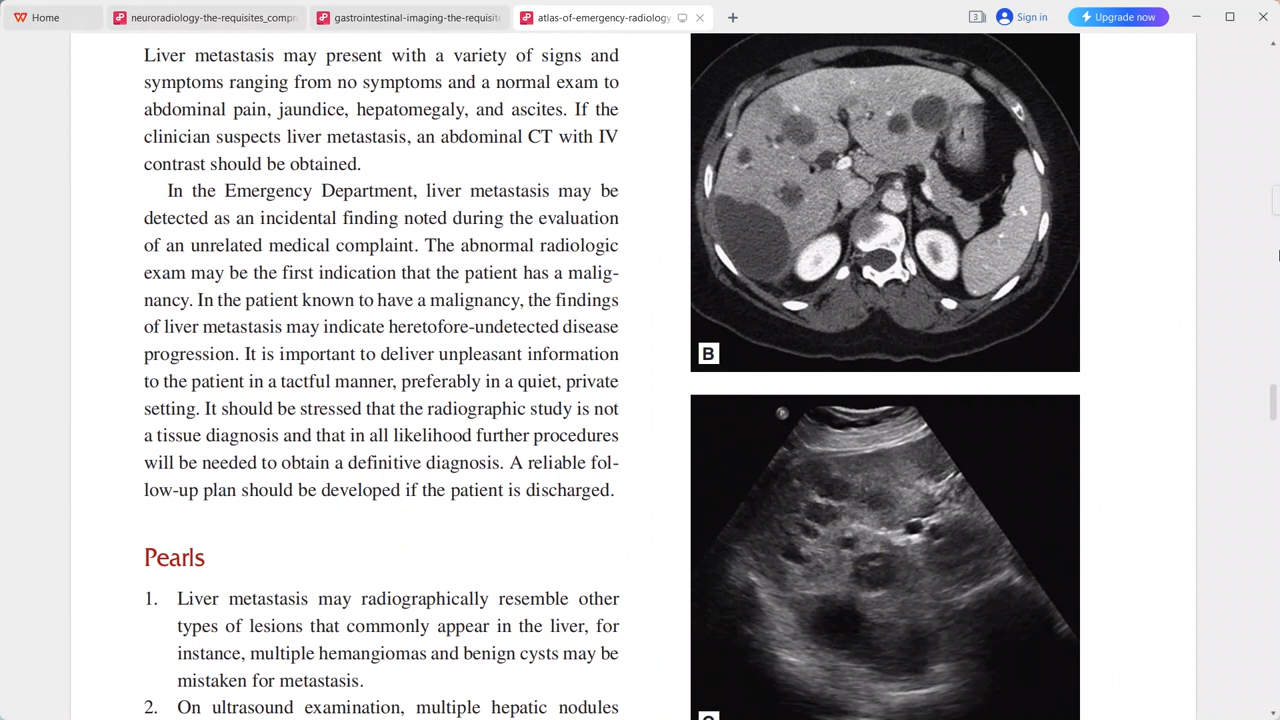 Home
neuroradiology-the-requisites_compr
gastrointestinal-imaging-the-requisite
atlas-of-emergency-radiology
3
Sign in
Upgrade now
Liver metastasis may present with a variety of signs and
symptoms ranging from no symptoms and a normal exam to
abdominal pain, jaundice, hepatomegaly, and ascites. If the
clinician suspects liver metastasis, an abdominal CT with IV
contrast should be obtained.
In the Emergency Department, liver metastasis may be
detected as an incidental finding noted during the evaluation
of an unrelated medical complaint. The abnormal radiologic
exam may be the first indication that the patient has a malig-
nancy. In the patient known to have a malignancy, the findings
of liver metastasis may indicate heretofore-undetected disease
progression. It is important to deliver unpleasant information
to the patient in a tactful manner, preferably in a quiet, private
setting. It should be stressed that the radiographic study is not
a tissue diagnosis and that in all likelihood further procedures
will be needed to obtain a definitive diagnosis. A reliable fol-
low-up plan should be developed if the patient is discharged.
Pearls
1. Liver metastasis may radiographically resemble other
types of lesions that commonly appear in the liver, for
instance, multiple hemangiomas and benign cysts may be
mistaken for metastasis.
2. On ultrasound examination, multiple hepatic nodules
B
P